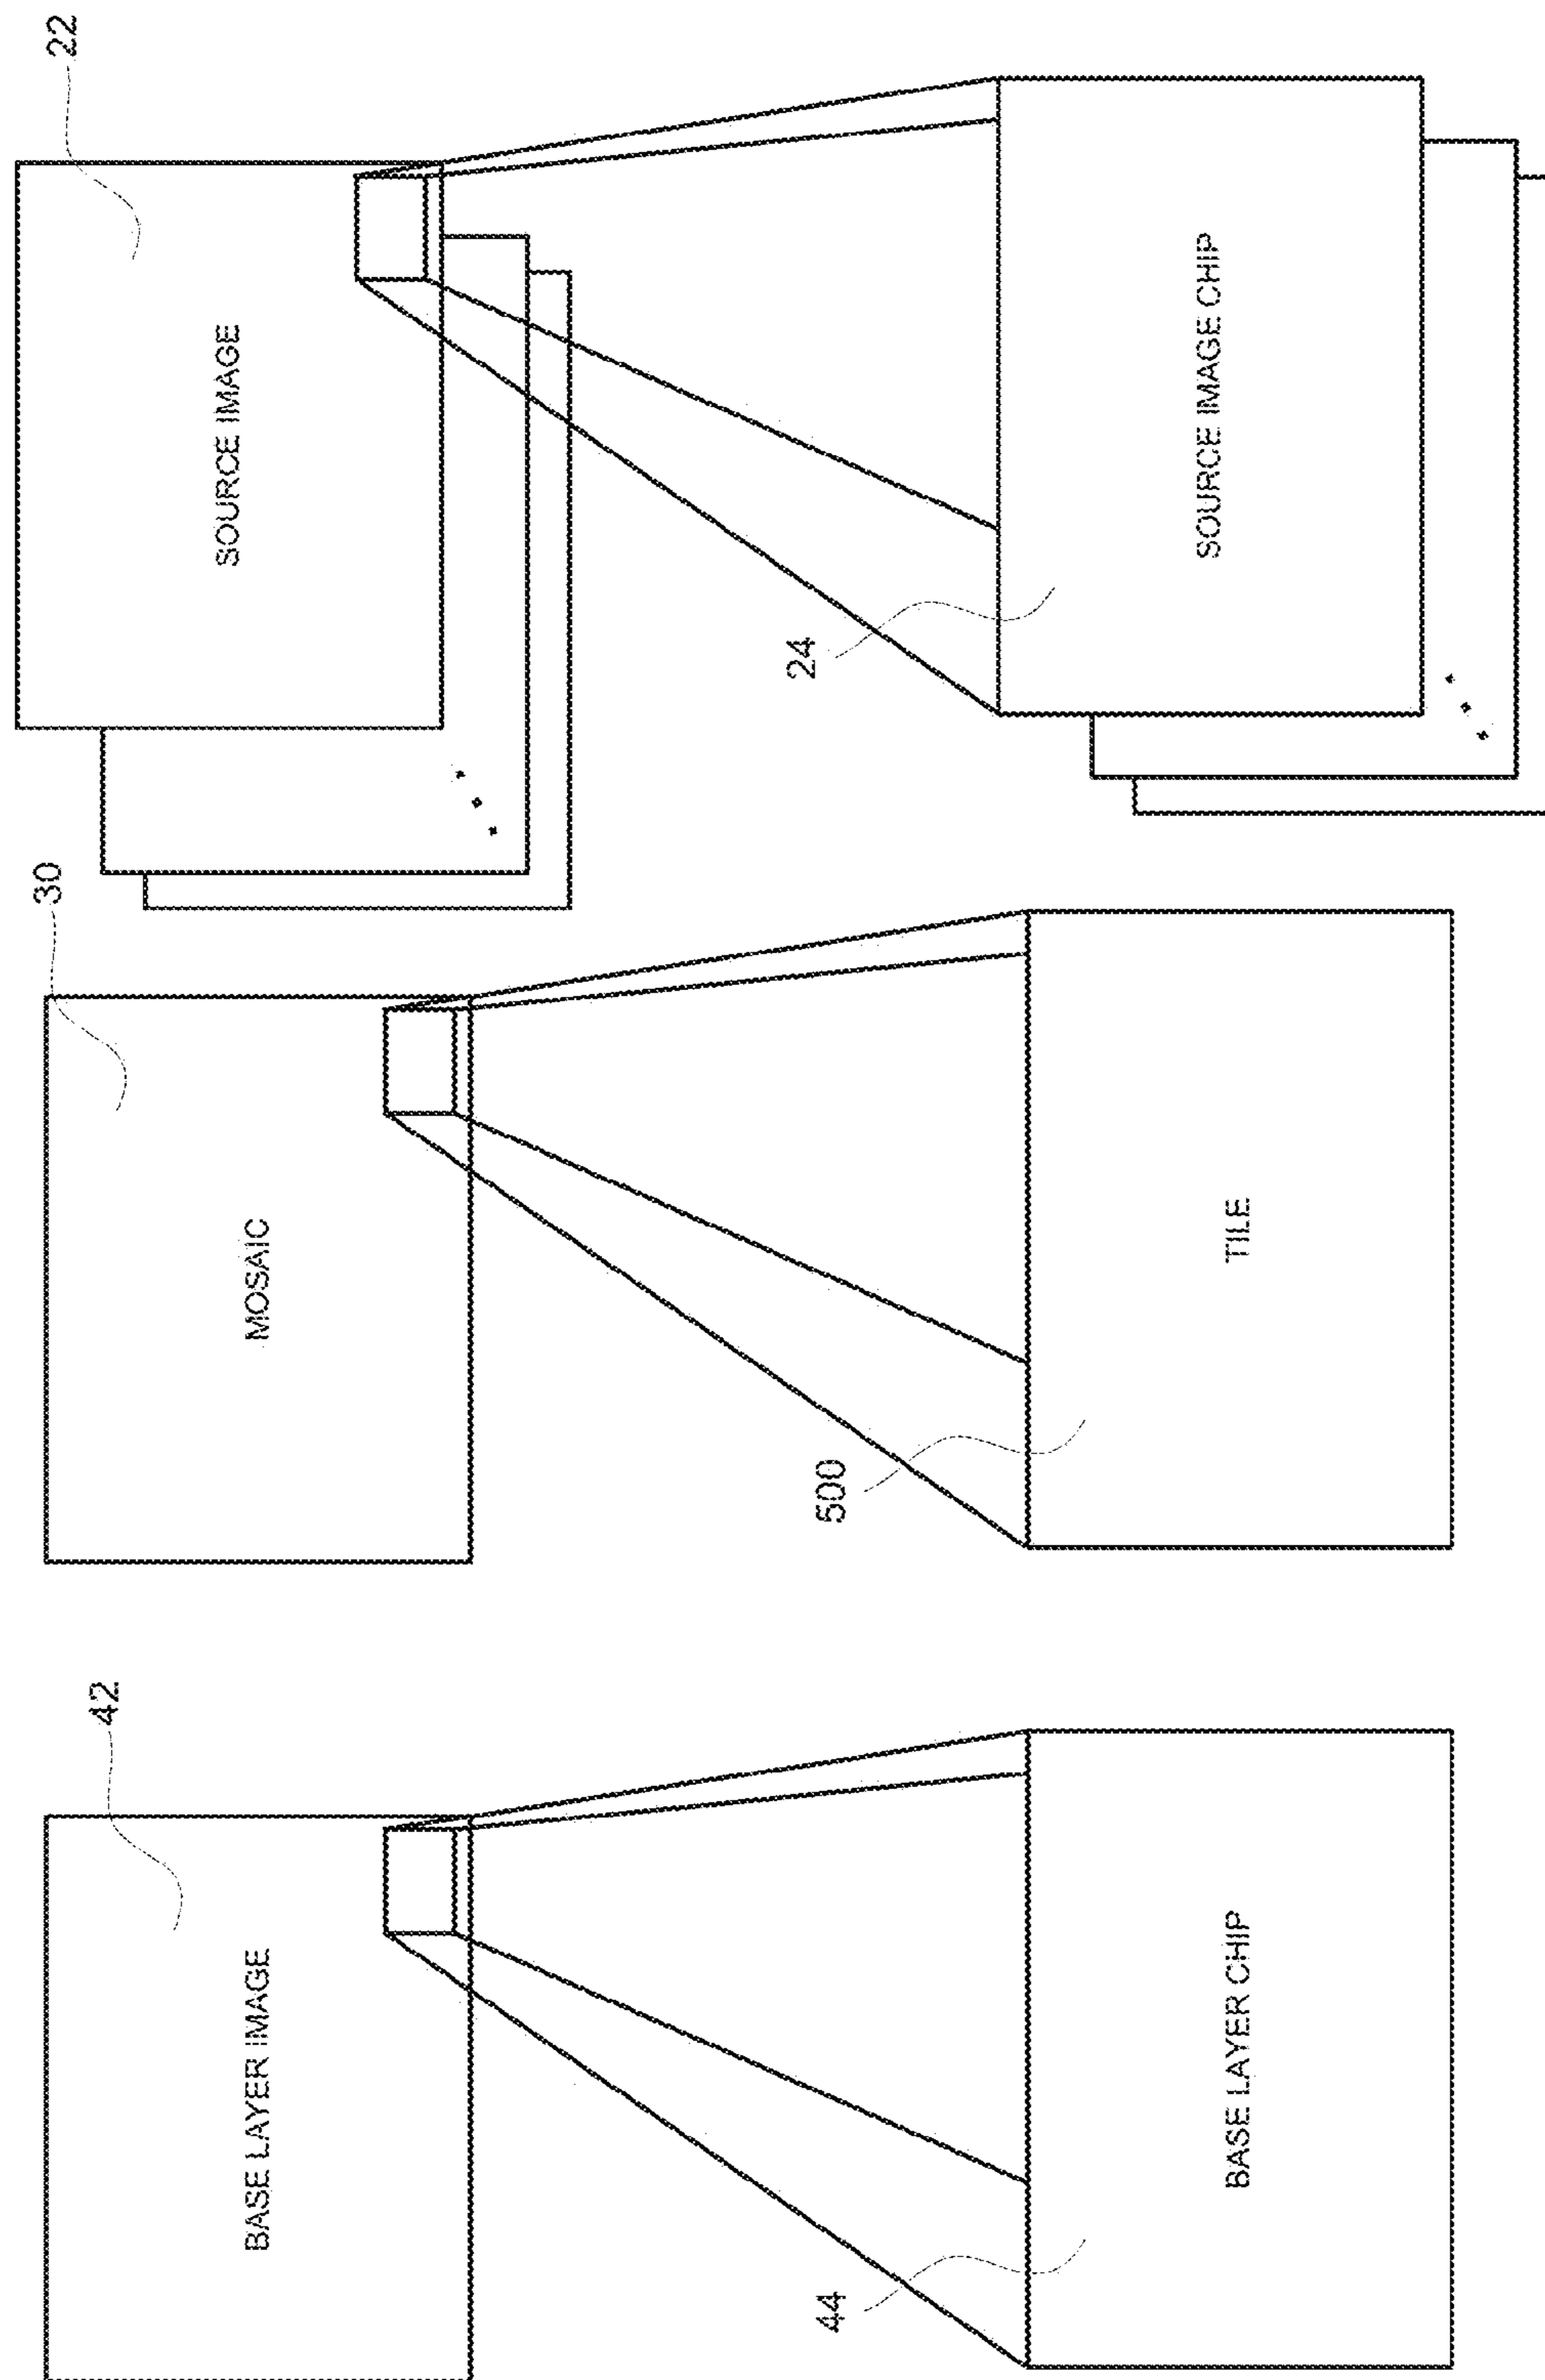 42
30
22
BASE LAYER IMAGE
MOSAIC
SOURCE IMAGE
44
500
24
BASE LAYER CHIP
TILE
SOURCE IMAGE CHIP